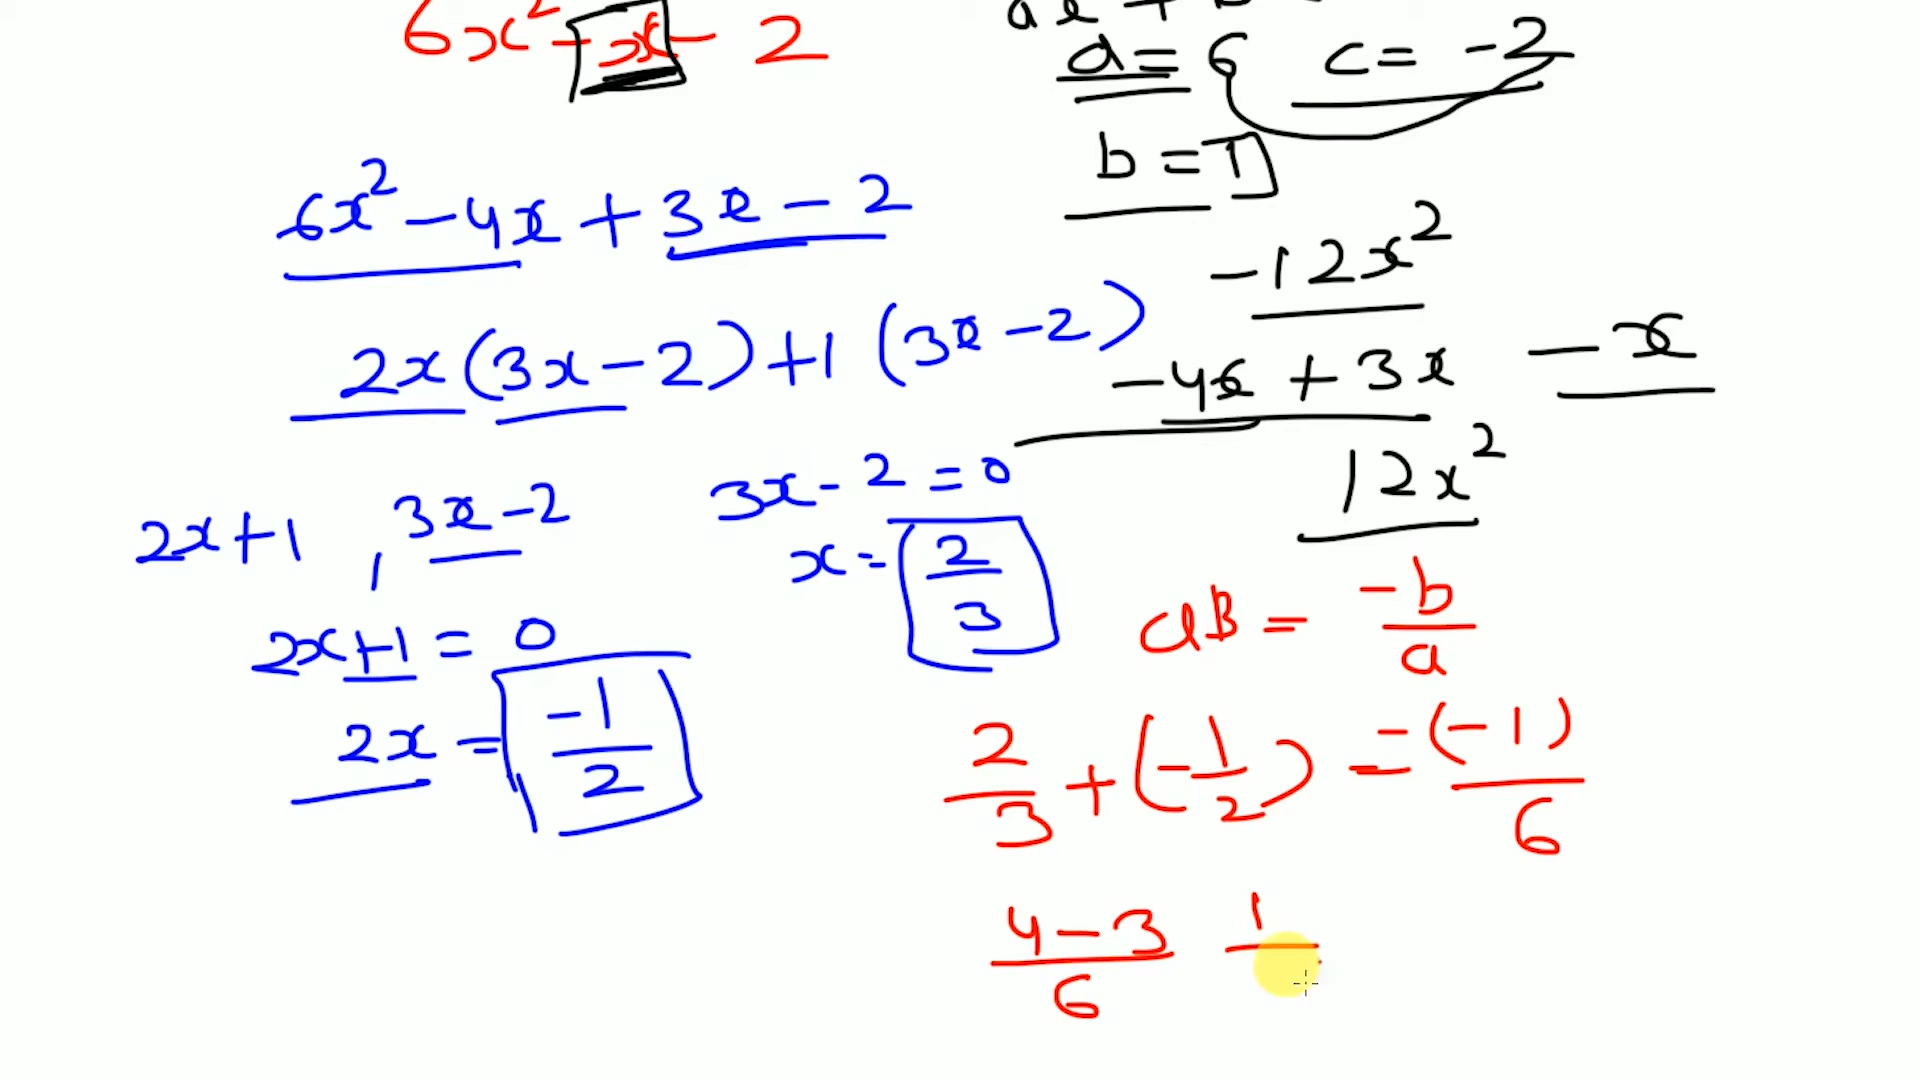 6x² - x - 2
a = 6 c = -2
b = 1
6x² - 4x + 3x - 2
-12x²
2x(3x - 2) + 1 (3x - 2)
-4x + 3x - x
12x²
2x + 1 , 3x - 2
3x - 2 = 0
x = 2/3
2x + 1 = 0
2x = -1/2
αB = -b/a
2/3 + (-1/2) = -(-1)/6
4 - 3/6 1